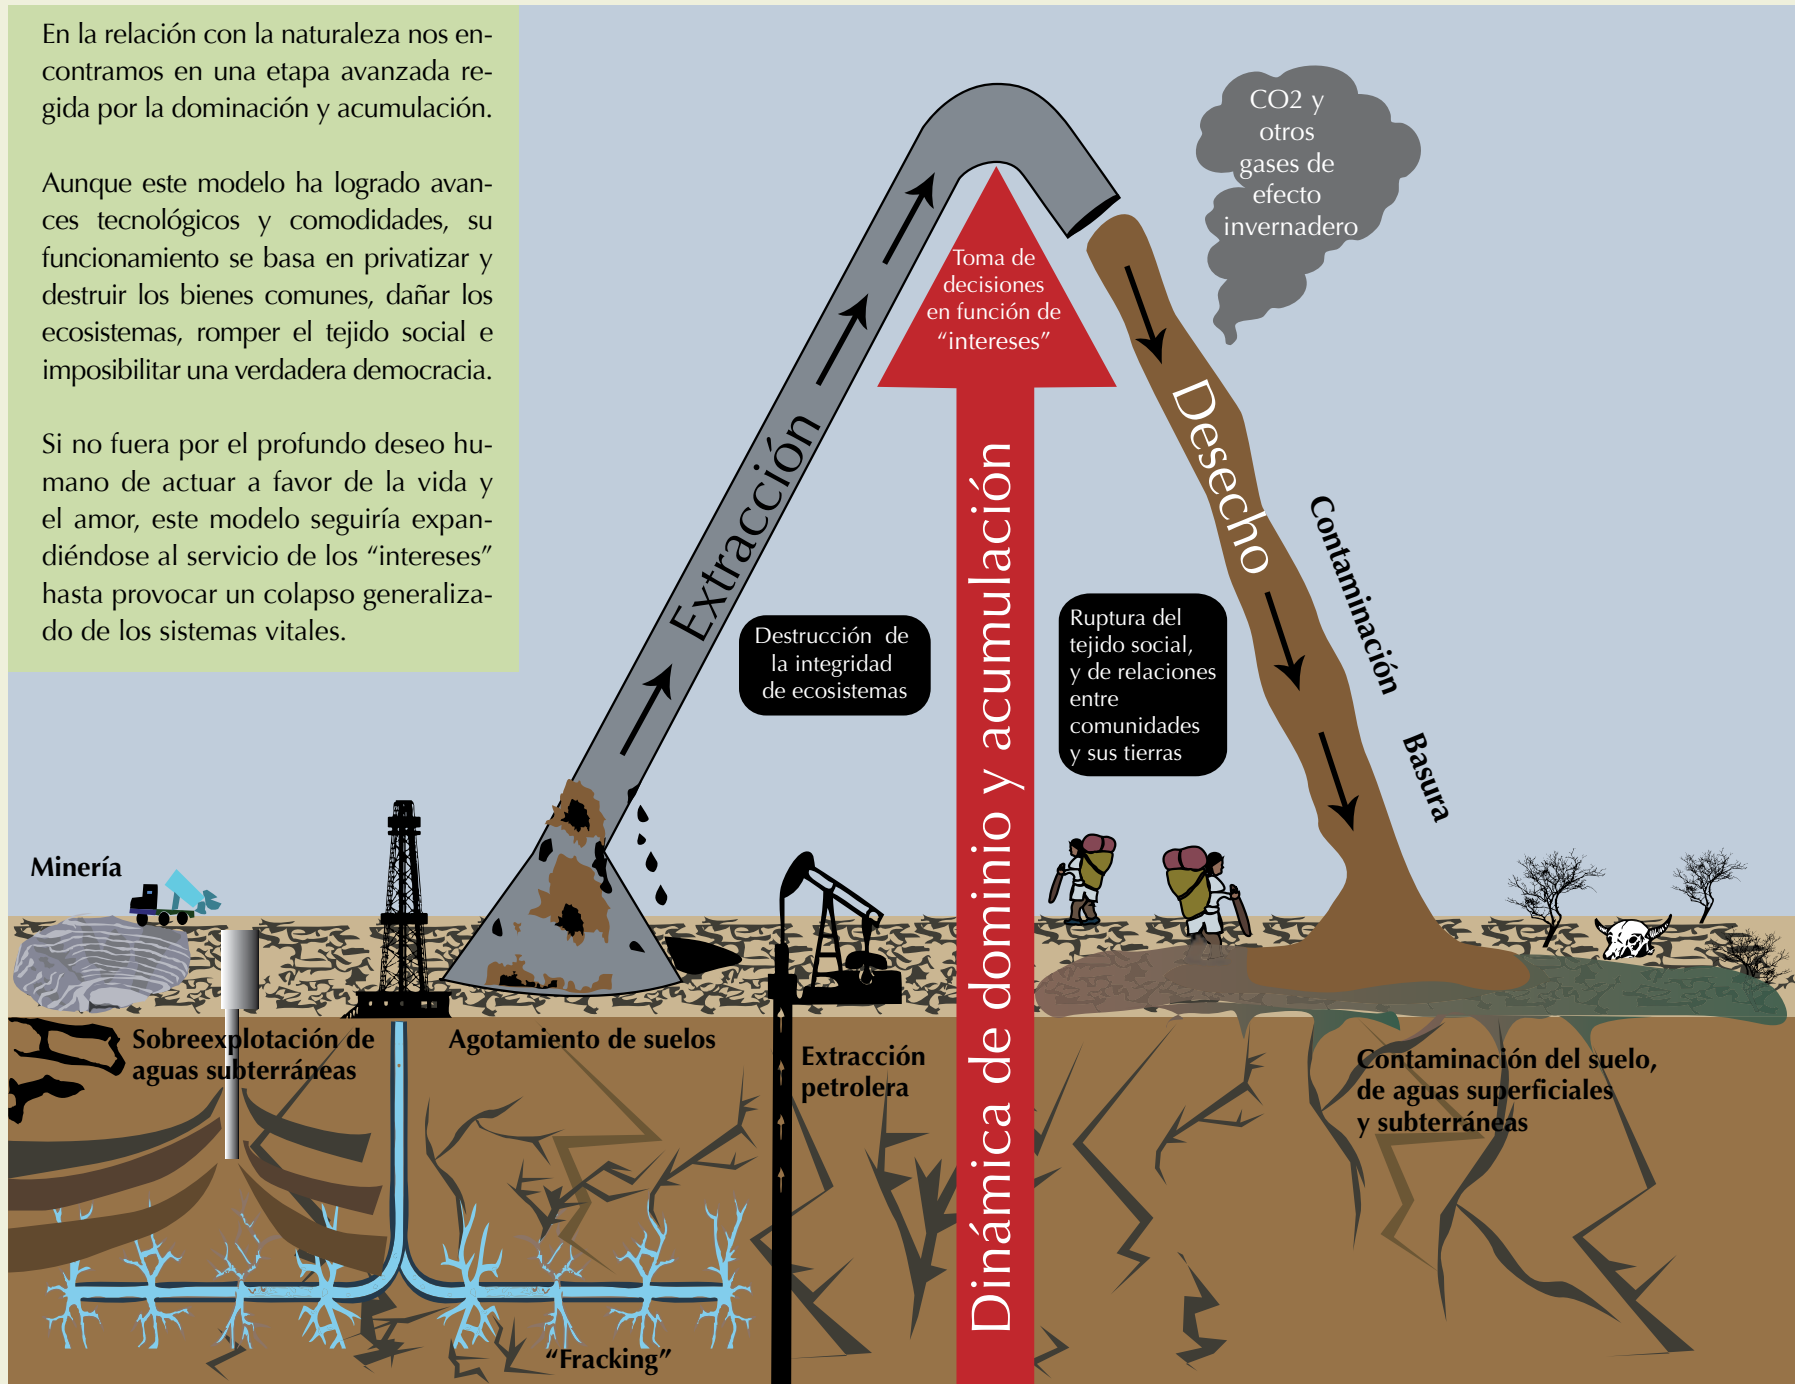 En la relación con la naturaleza nos en-
contramos en una etapa avanzada re-
gida por la dominación y acumulación.
Aunque este modelo ha logrado avan-
ces tecnológicos y comodidades, su
funcionamiento se basa en privatizar y
destruir los bienes comunes, dañar los
ecosistemas, romper el tejido social e
imposibilitar una verdadera democracia.
Si no fuera por el profundo deseo hu-
mano de actuar a favor de la vida y
el amor, este modelo seguiría expan-
diéndose al servicio de los “intereses”
hasta provocar un colapso generaliza-
do de los sistemas vitales.
CO2 y
otros
gases de
efecto
invernadero
Toma de
decisiones
en función de
“intereses”
Extracción
Dinámica de dominio y acumulación
Desecho
Contaminación
Basura
Destrucción de
la integridad
de ecosistemas
Ruptura del
tejido social,
y de relaciones
entre
comunidades
y sus tierras
Minería
Sobreexplotación de
aguas subterráneas
Agotamiento de suelos
Extracción
petrolera
Contaminación del suelo,
de aguas superficiales
y subterráneas
“Fracking”